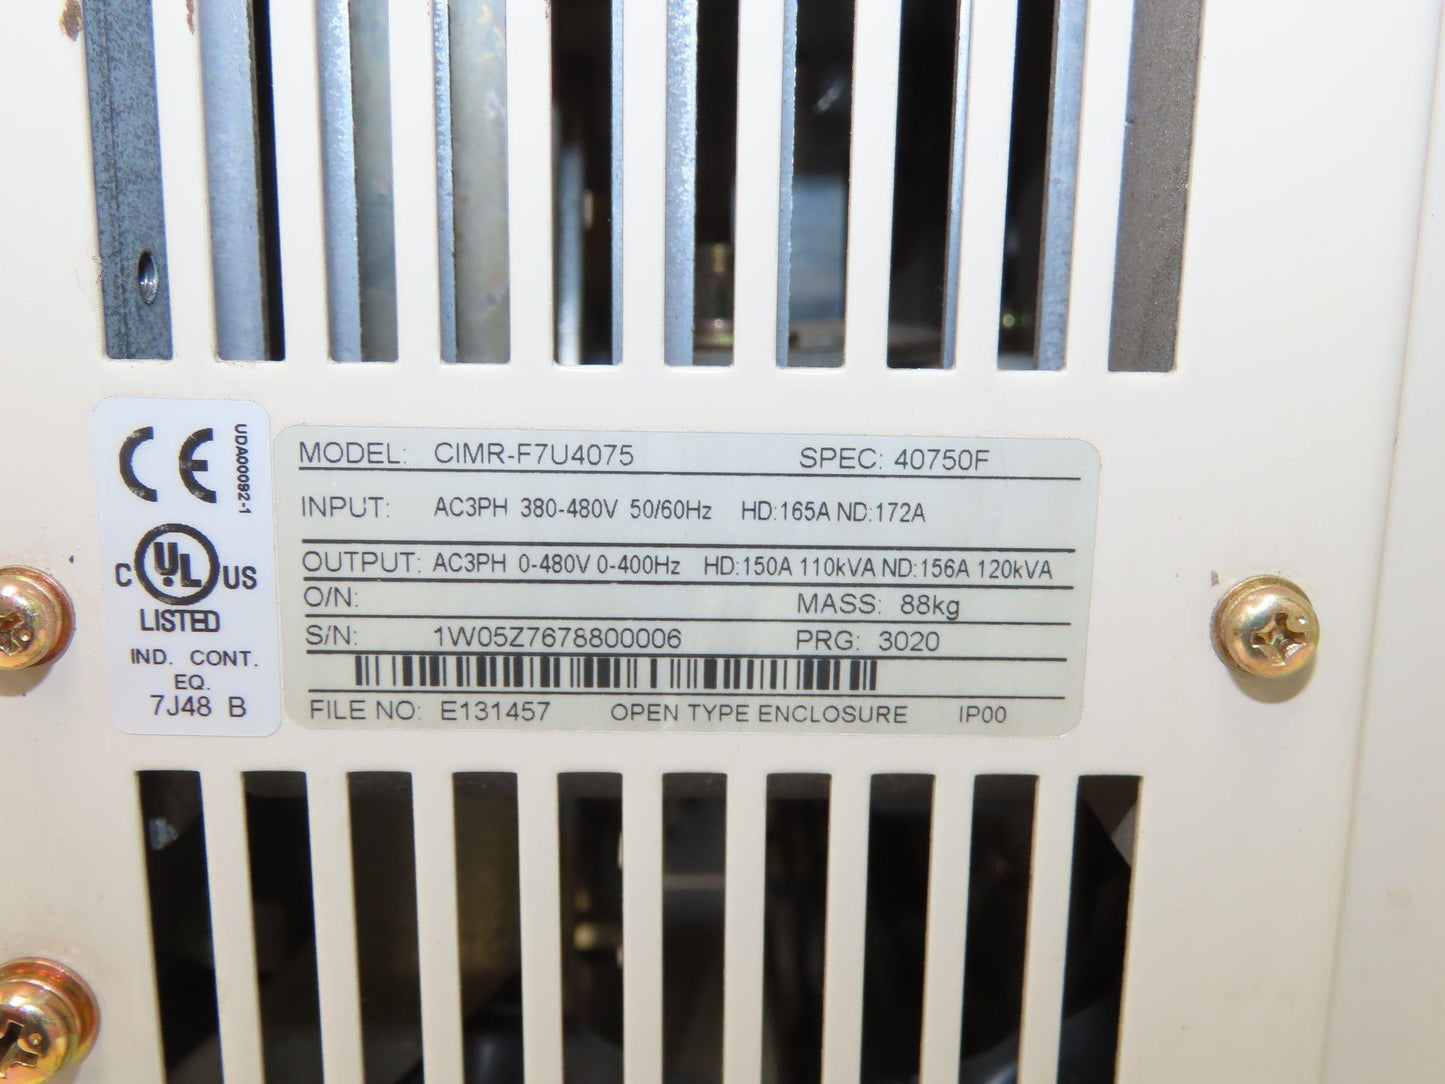 CE
UDA00092-1
C UL US
LISTED
IND. CONT.
EQ.
7J48 B
MODEL: CIMR-F7U4075 SPEC: 40750F
INPUT: AC3PH 380-480V 50/60Hz HD:165A ND:172A
OUTPUT: AC3PH 0-480V 0-400Hz HD:150A 110kVA ND:156A 120kVA
O/N: MASS: 88kg
S/N: 1W05Z7678800006 PRG: 3020
FILE NO: E131457 OPEN TYPE ENCLOSURE IP00